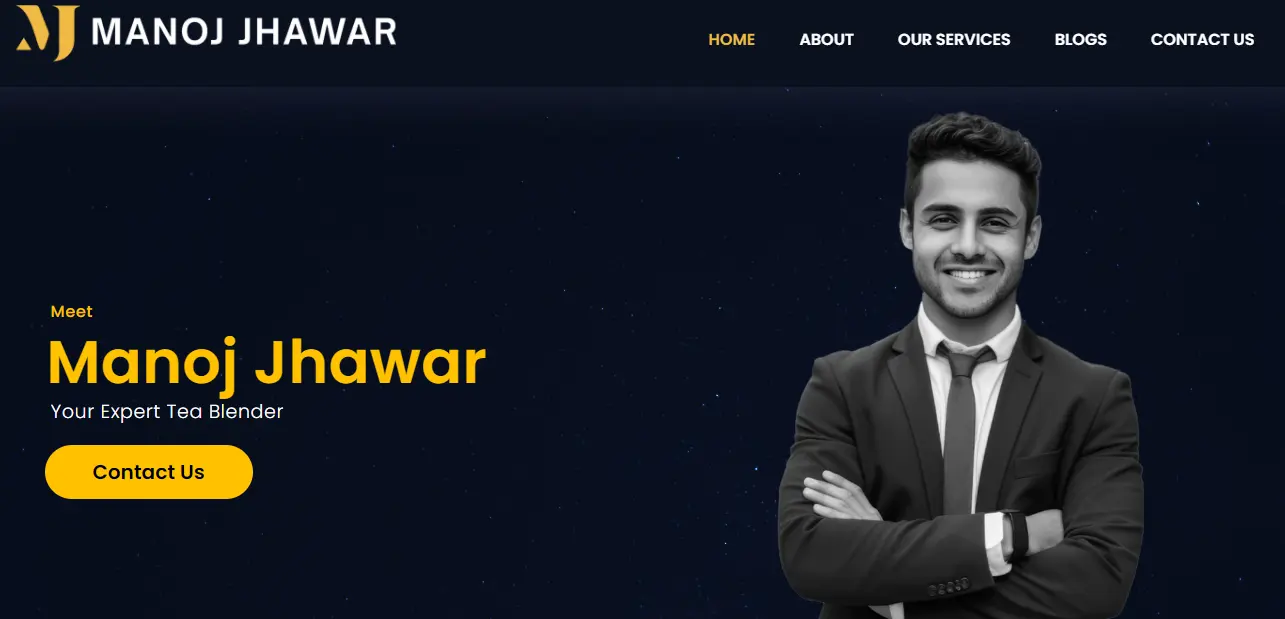 MJ MANOJ JHAWAR
HOME ABOUT OUR SERVICES BLOGS CONTACT US
Meet
Manoj Jhawar
Your Expert Tea Blender
Contact Us